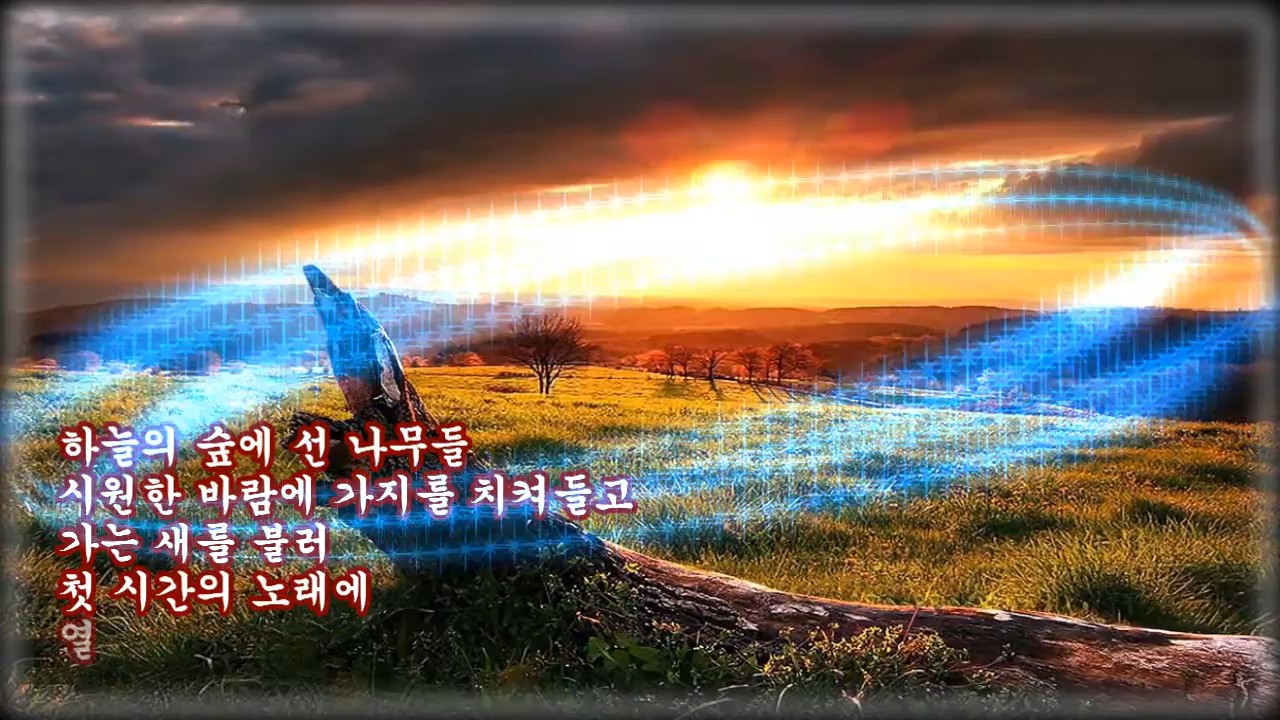 하늘의 숲에 선 나무들
시원한 바람에 가지를 치켜들고
가는 새를 불러
첫 시간의 노래에
열